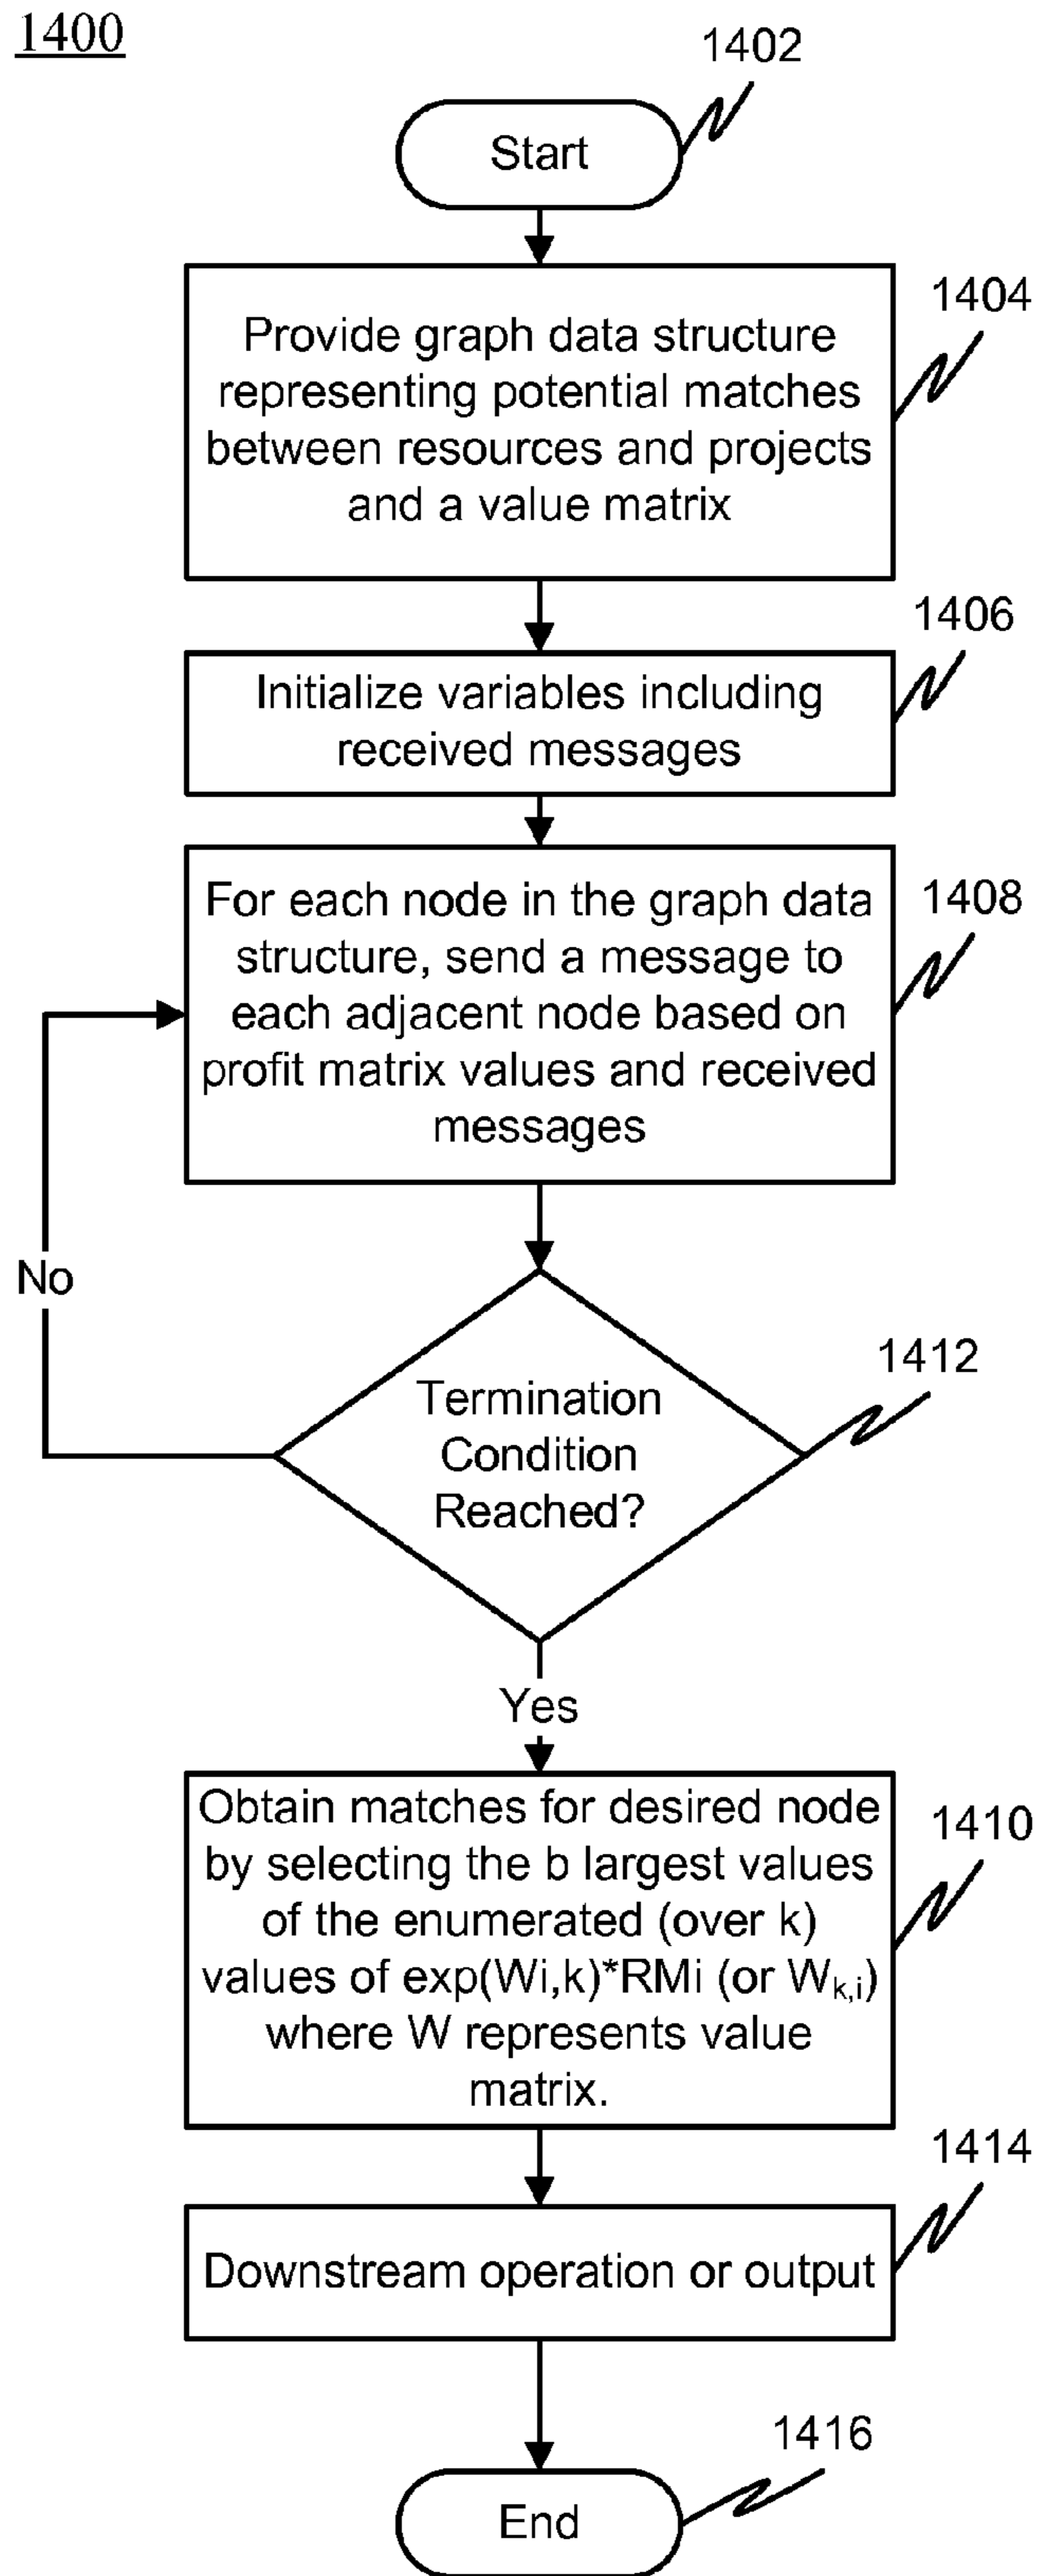 1400
1402
Start
1404
Provide graph data structure
representing potential matches
between resources and projects
and a value matrix
1406
Initialize variables including
received messages
1408
For each node in the graph data
structure, send a message to
each adjacent node based on
profit matrix values and received
messages
No
1412
Termination
Condition
Reached?
Yes
1410
Obtain matches for desired node
by selecting the b largest values
of the enumerated (over k)
values of exp(Wi,k)*RMi (or Wk,i)
where W represents value
matrix.
1414
Downstream operation or output
1416
End